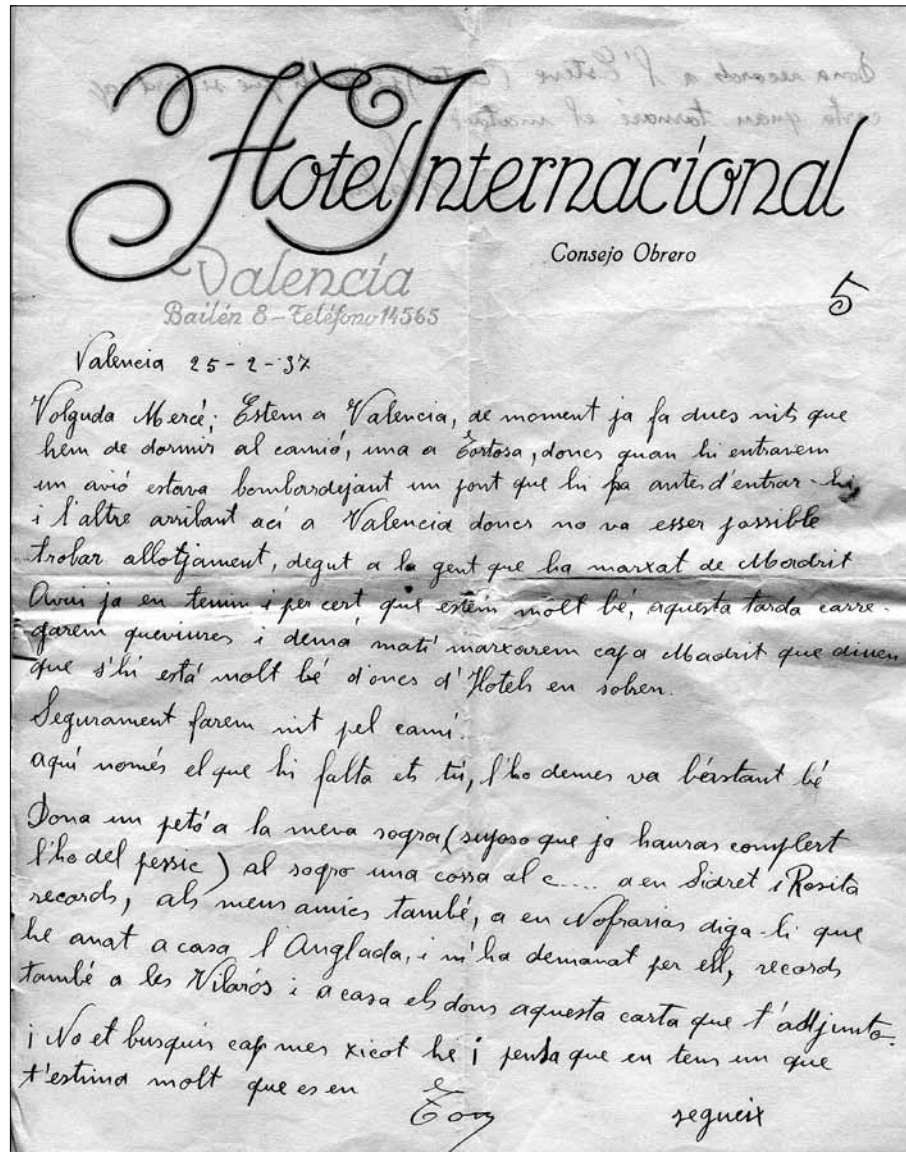 Hotel Internacional
Consejo Obrero
Valencia
Bailén 8 - Teléfono 14565
5
Valencia 25-2-37
Volguda Mercé; Estem a Valencia, de moment ja fa dues nits que
hem de dormir al camió, una a Tortosa, doncs quan hi entravem
un avió estava bombardejant un pont que hi ha antes d'entrar-hi
i l'altre arribant ací a Valencia doncs no va esser possible
trobar allotjament, degut a la gent que ha marxat de Madrit
Avui ja en tenim i per cert que estem molt bé, aquesta tarda carre-
garem queviures i demá matí marxarem cap a Madrit que diuen
que s'hi está molt bé doncs d'Hotels en sobren.
Segurament farem nit pel camí.
aquí només el que hi falta ets tú, l'ho demes va bastant bé
Dona un petó a la meva sogra (suposo que ja hauras complert
l'ho del pessic) al sogro una cossa al c.... a en Sidret i Rosita
records, als meus amics també, a en Nofrarias diga-li que
he anat a casa l'Anglada, i m'ha demanat per ell, records
també a les Vilarós i a casa els dons aquesta carta que t'adjunto.
¡No et busquis cap mes xicot he! pensa que en tens un que
t'estima molt que es en
Tom segueix